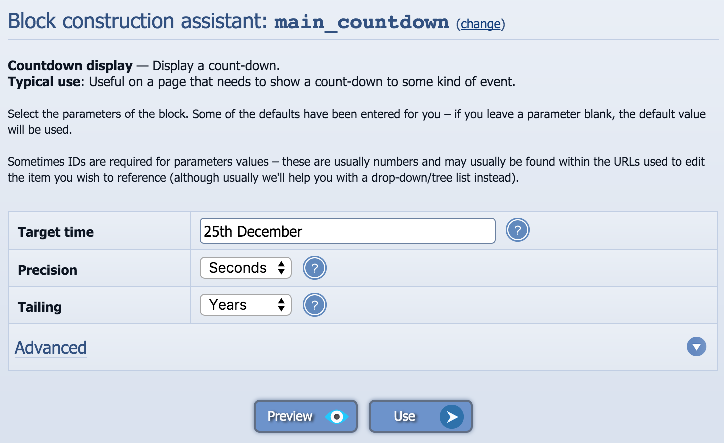 Block construction assistant: main_countdown (change)
Countdown display — Display a count-down.
Typical use: Useful on a page that needs to show a count-down to some kind of event.
Select the parameters of the block. Some of the defaults have been entered for you – if you leave a parameter blank, the default value
will be used.
Sometimes IDs are required for parameters values – these are usually numbers and may usually be found within the URLs used to edit
the item you wish to reference (although usually we'll help you with a drop-down/tree list instead).
Target time 25th December ?
Precision Seconds ?
Tailing Years ?
Advanced
Preview Use